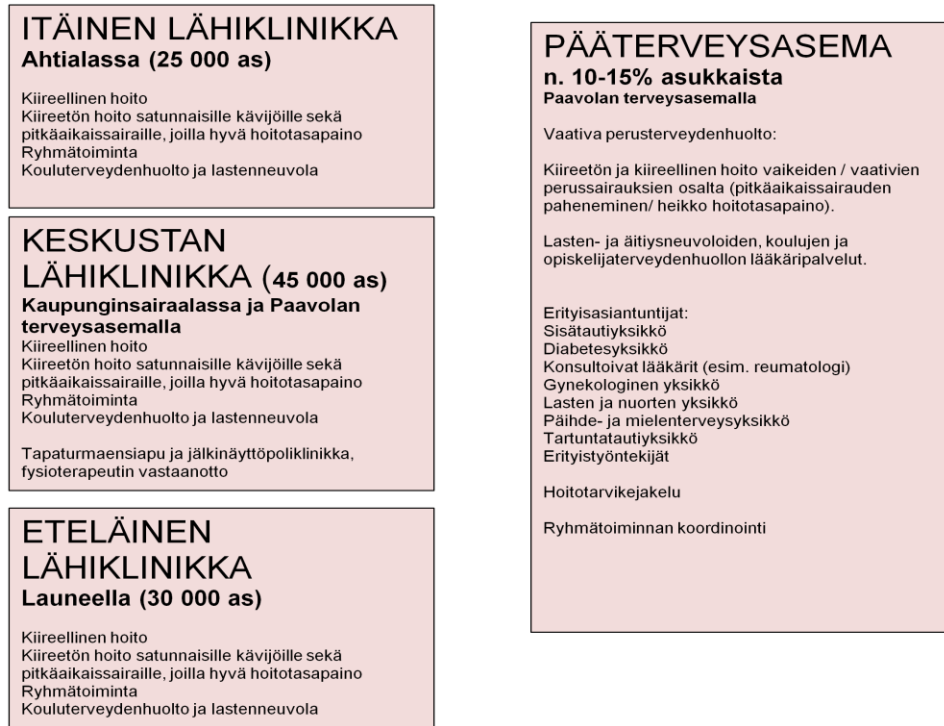 ITÄINEN LÄHIKLINIKKA
Ahtialassa (25 000 as)
Kiireellinen hoito
Kiireetön hoito satunnaisille kävijöille sekä
pitkäaikaissairaille, joilla hyvä hoitotasapaino
Ryhmätoiminta
Kouluterveydenhuolto ja lastenneuvola
KESKUSTAN
LÄHIKLINIKKA (45 000 as)
Kaupunginsairaalassa ja Paavolan
terveysasemalla
Kiireellinen hoito
Kiireetön hoito satunnaisille kävijöille sekä
pitkäaikaissairaille, joilla hyvä hoitotasapaino
Ryhmätoiminta
Kouluterveydenhuolto ja lastenneuvola
Tapaturmaensiapu ja jälkinäyttöpoliklinikka,
fysioterapeutin vastaanotto
ETELÄINEN
LÄHIKLINIKKA
Launeella (30 000 as)
Kiireellinen hoito
Kiireetön hoito satunnaisille kävijöille sekä
pitkäaikaissairaille, joilla hyvä hoitotasapaino
Ryhmätoiminta
Kouluterveydenhuolto ja lastenneuvola
PÄÄTERVEYSASEMA
n. 10-15% asukkaista
Paavolan terveysasemalla
Vaativa perusterveydenhuolto:
Kiireetön ja kiireellinen hoito vaikeiden / vaativien
perussairauksien osalta (pitkäaikaissairauden
paheneminen/ heikko hoitotasapaino).
Lasten- ja äitiysneuvoloiden, koulujen ja
opiskelijaterveydenhuollon lääkäripalvelut.
Erityisasiantuntijat:
Sisätautiyksikkö
Diabetesyksikkö
Konsultoivat lääkärit (esim. reumatologi)
Gynekologinen yksikkö
Lasten ja nuorten yksikkö
Päihde- ja mielenterveysyksikkö
Tartuntatautiyksikkö
Erityistyöntekijät
Hoitotarvikejakelu
Ryhmätoiminnan koordinointi